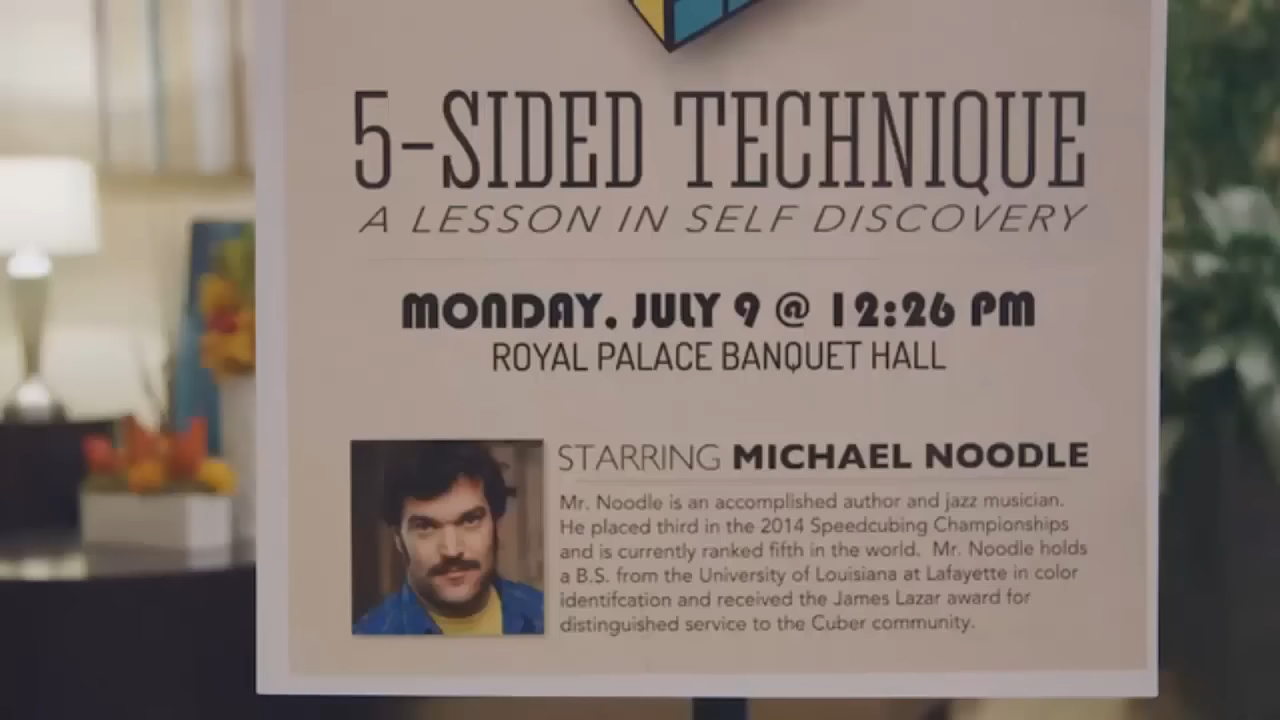 5-SIDED TECHNIQUE
A LESSON IN SELF DISCOVERY
MONDAY, JULY 9 @ 12:26 PM
ROYAL PALACE BANQUET HALL
STARRING MICHAEL NOODLE
Mr. Noodle is an accomplished author and jazz musician.
He placed third in the 2014 Speedcubing Championships
and is currently ranked fifth in the world. Mr. Noodle holds
a B.S. from the University of Louisiana at Lafayette in color
identifcation and received the James Lazar award for
distinguished service to the Cuber community.